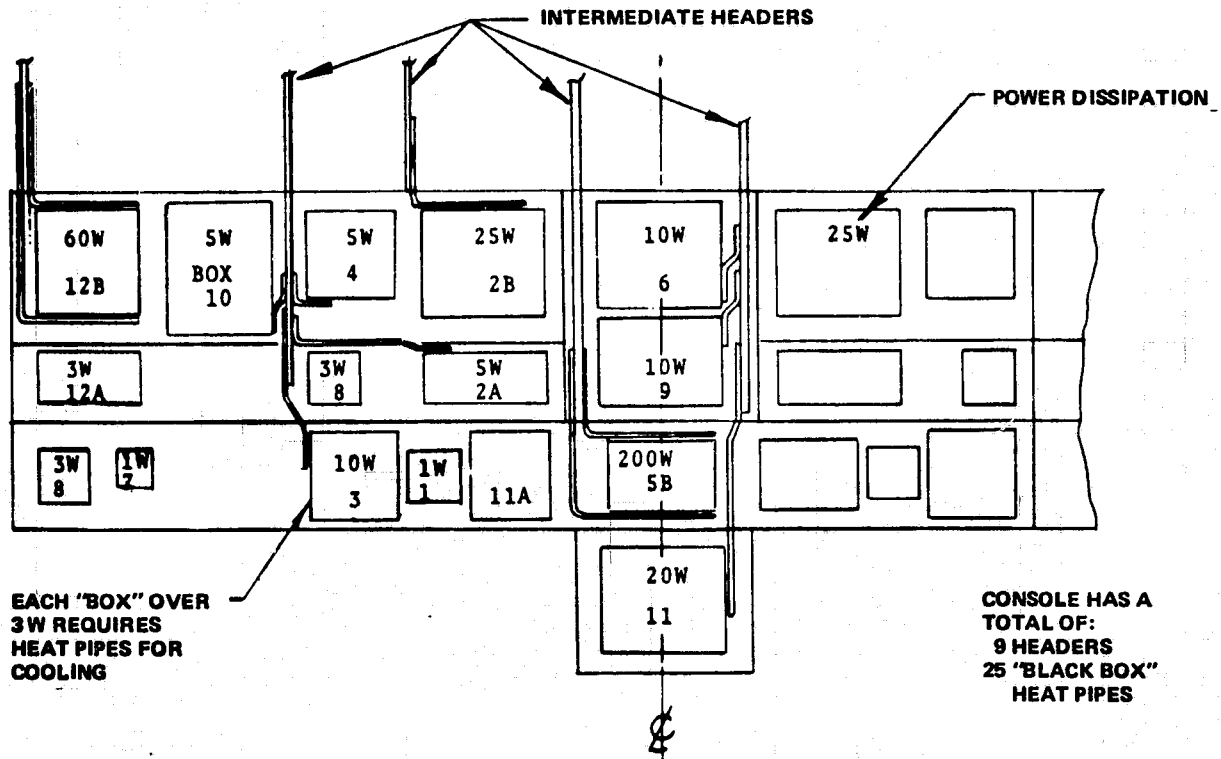 INTERMEDIATE HEADERS
POWER DISSIPATION
60W
12B
5W
BOX
10
5W
4
25W
2B
10W
6
25W
3W
12A
3W
8
5W
2A
10W
9
3W
8
1W
7
10W
3
1W
1
11A
200W
5B
20W
11
EACH "BOX" OVER
3W REQUIRES
HEAT PIPES FOR
COOLING
CONSOLE HAS A
TOTAL OF:
9 HEADERS
25 "BLACK BOX"
HEAT PIPES
℄